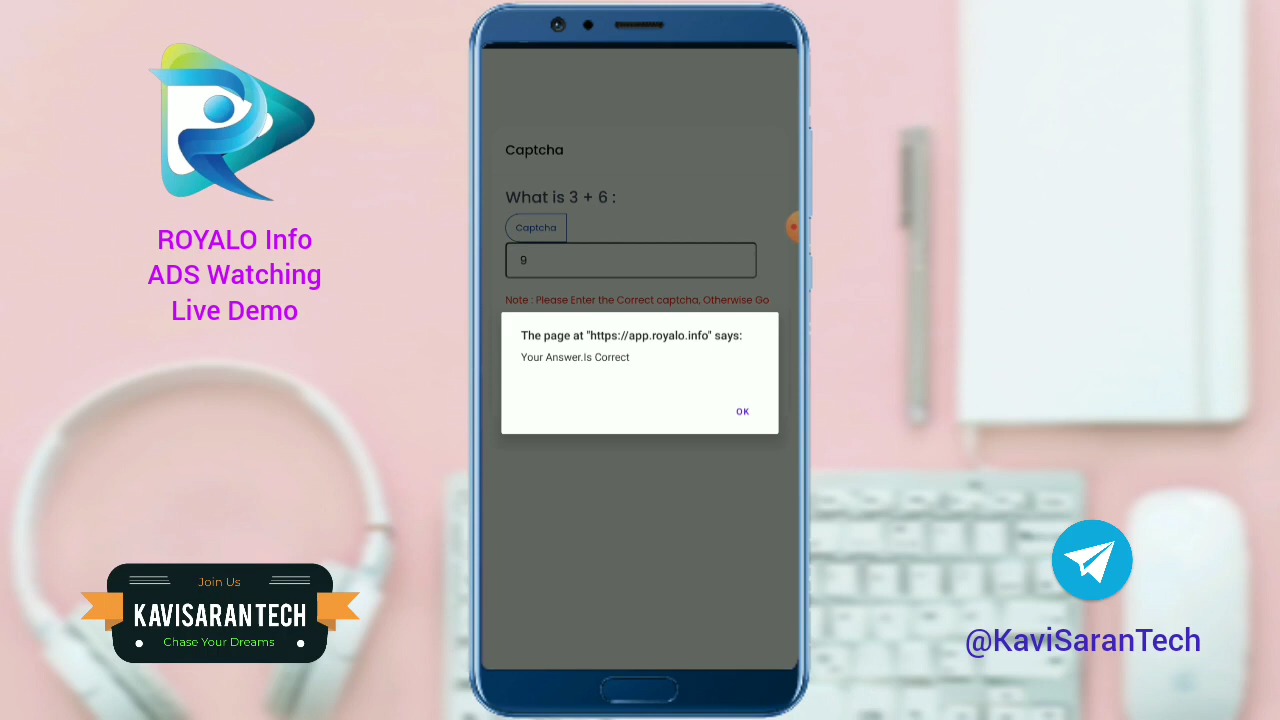 ROYALO Info
ADS Watching
Live Demo
Captcha
What is 3 + 6 :
Captcha
9
Note : Please Enter the Correct captcha, Otherwise Go
The page at "https://app.royalo.info" says:
Your Answer.Is Correct
OK
Join Us
KAVISARANTECH
Chase Your Dreams
@KaviSaranTech